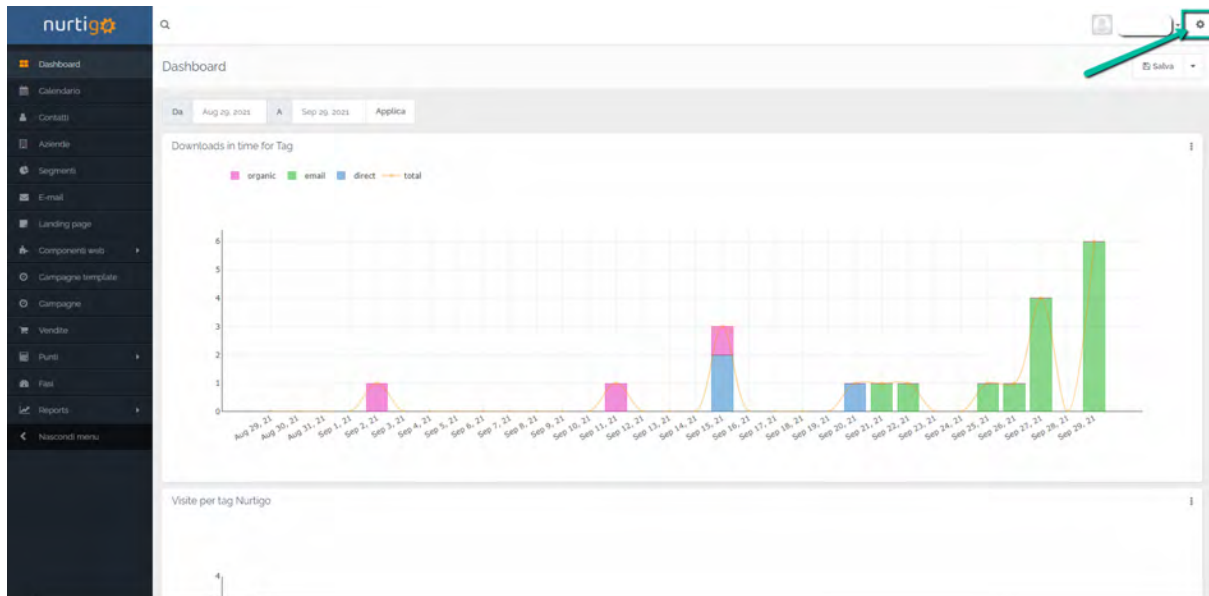 nurtigo
Dashboard
Calendario
Contatti
Aziende
Segmenti
E-mail
Landing page
Componenti web
Campagne template
Campagne
Vendite
Punti
Fasi
Reports
Nascondi menu
Dashboard
Salva
Da Aug 29, 2021 A Sep 29, 2021 Applica
Downloads in time for Tag
organic email direct total
6
5
4
3
2
1
0
Aug 29, 21 Aug 30, 21 Aug 31, 21 Sep 1, 21 Sep 2, 21 Sep 3, 21 Sep 4, 21 Sep 5, 21 Sep 6, 21 Sep 7, 21 Sep 8, 21 Sep 9, 21 Sep 10, 21 Sep 11, 21 Sep 12, 21 Sep 13, 21 Sep 14, 21 Sep 15, 21 Sep 16, 21 Sep 17, 21 Sep 18, 21 Sep 19, 21 Sep 20, 21 Sep 21, 21 Sep 22, 21 Sep 23, 21 Sep 24, 21 Sep 25, 21 Sep 26, 21 Sep 27, 21 Sep 28, 21 Sep 29, 21
Visite per tag Nurtigo
4